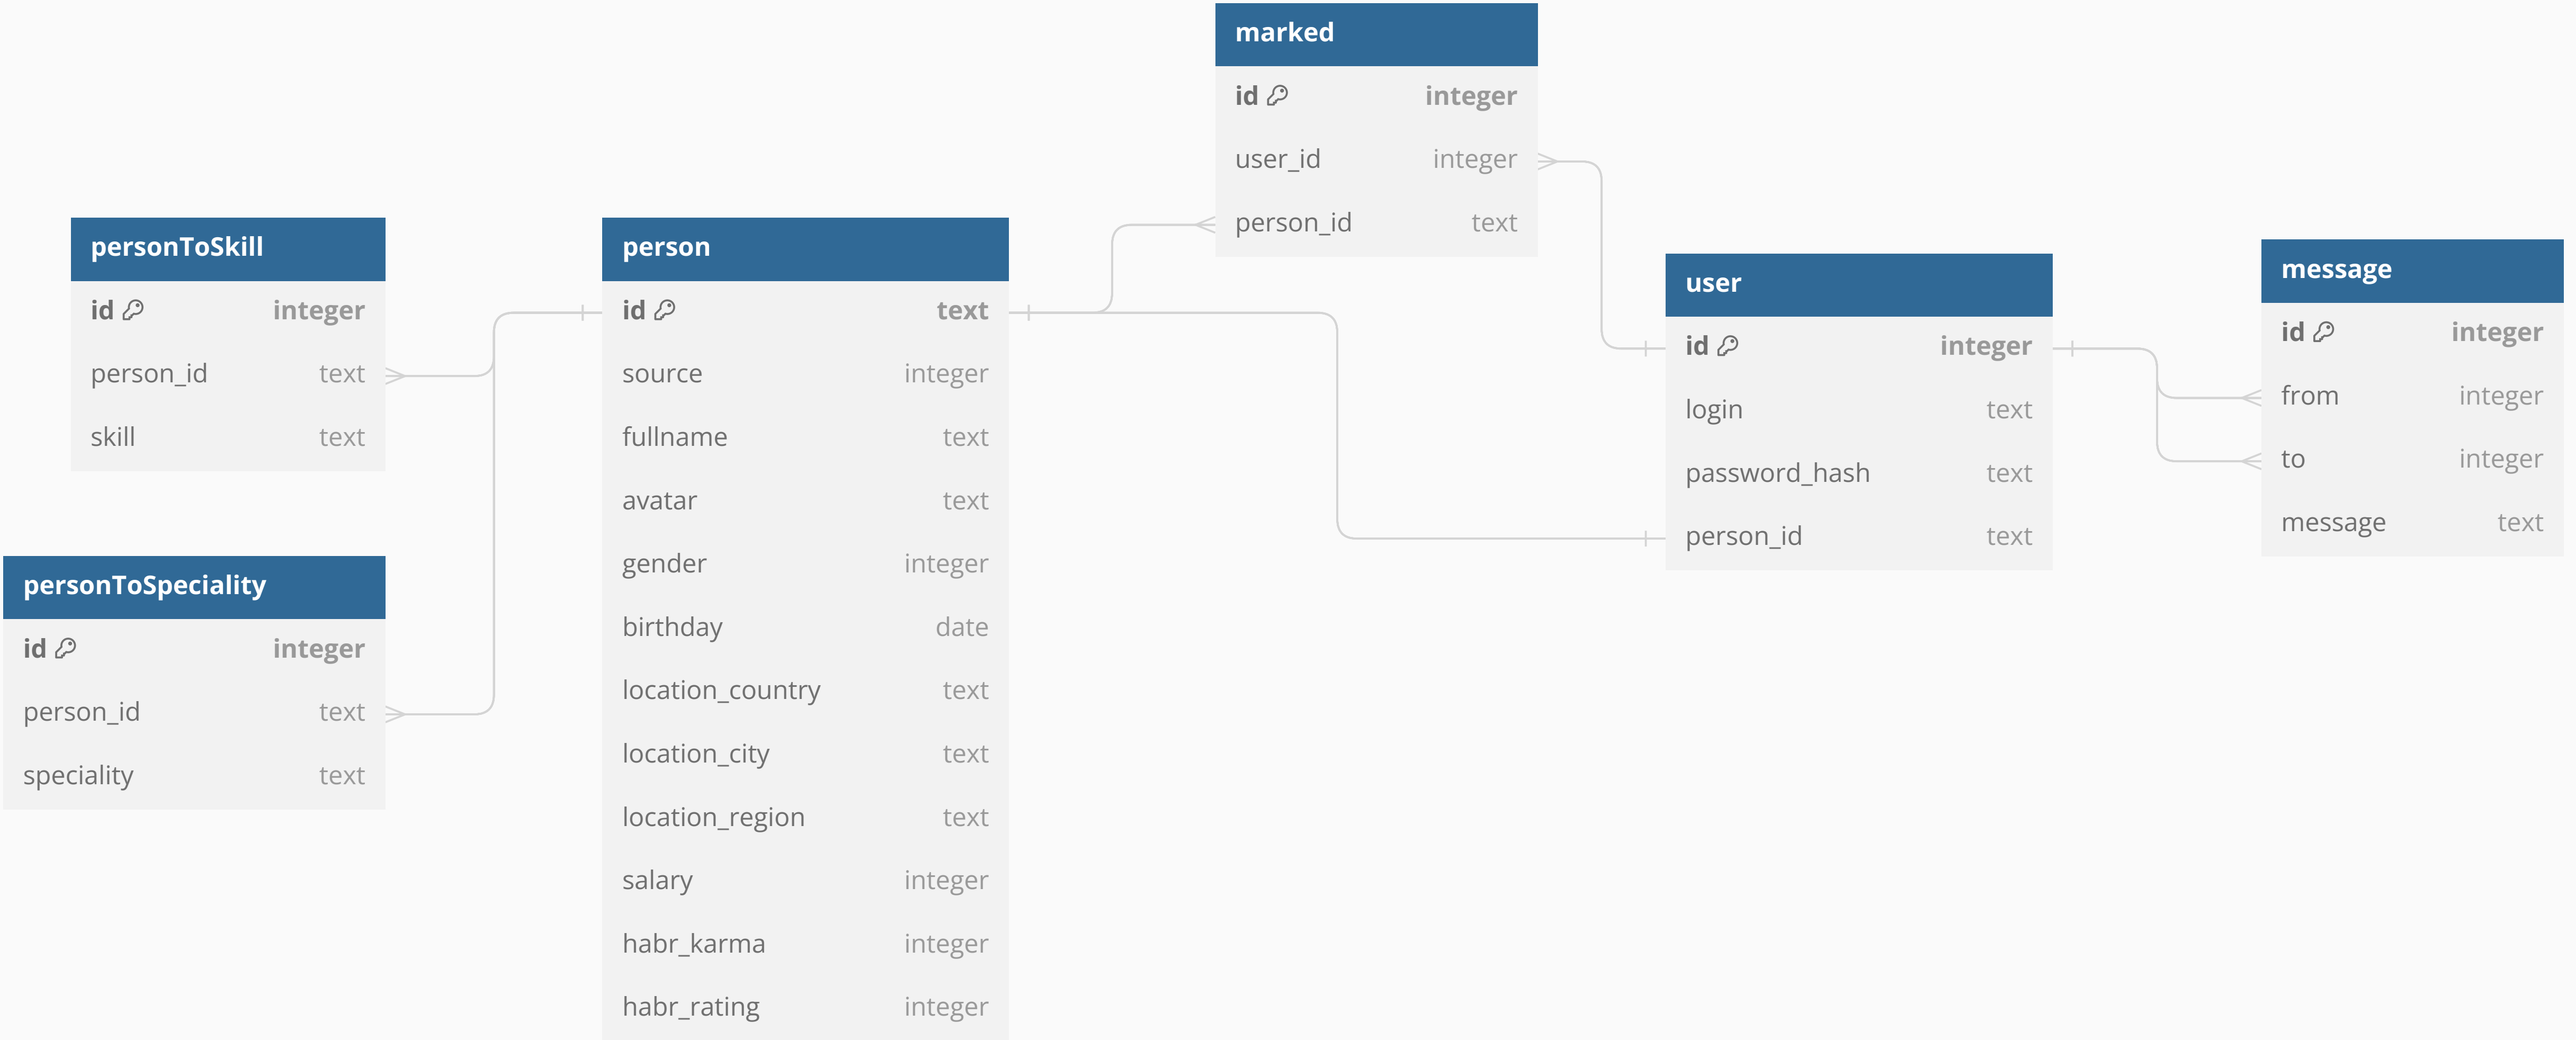 marked
id integer
user_id integer
person_id text
personToSkill
id integer
person_id text
skill text
person
id text
source integer
fullname text
avatar text
gender integer
birthday date
location_country text
location_city text
location_region text
salary integer
habr_karma integer
habr_rating integer
user
id integer
login text
password_hash text
person_id text
message
id integer
from integer
to integer
message text
personToSpeciality
id integer
person_id text
speciality text